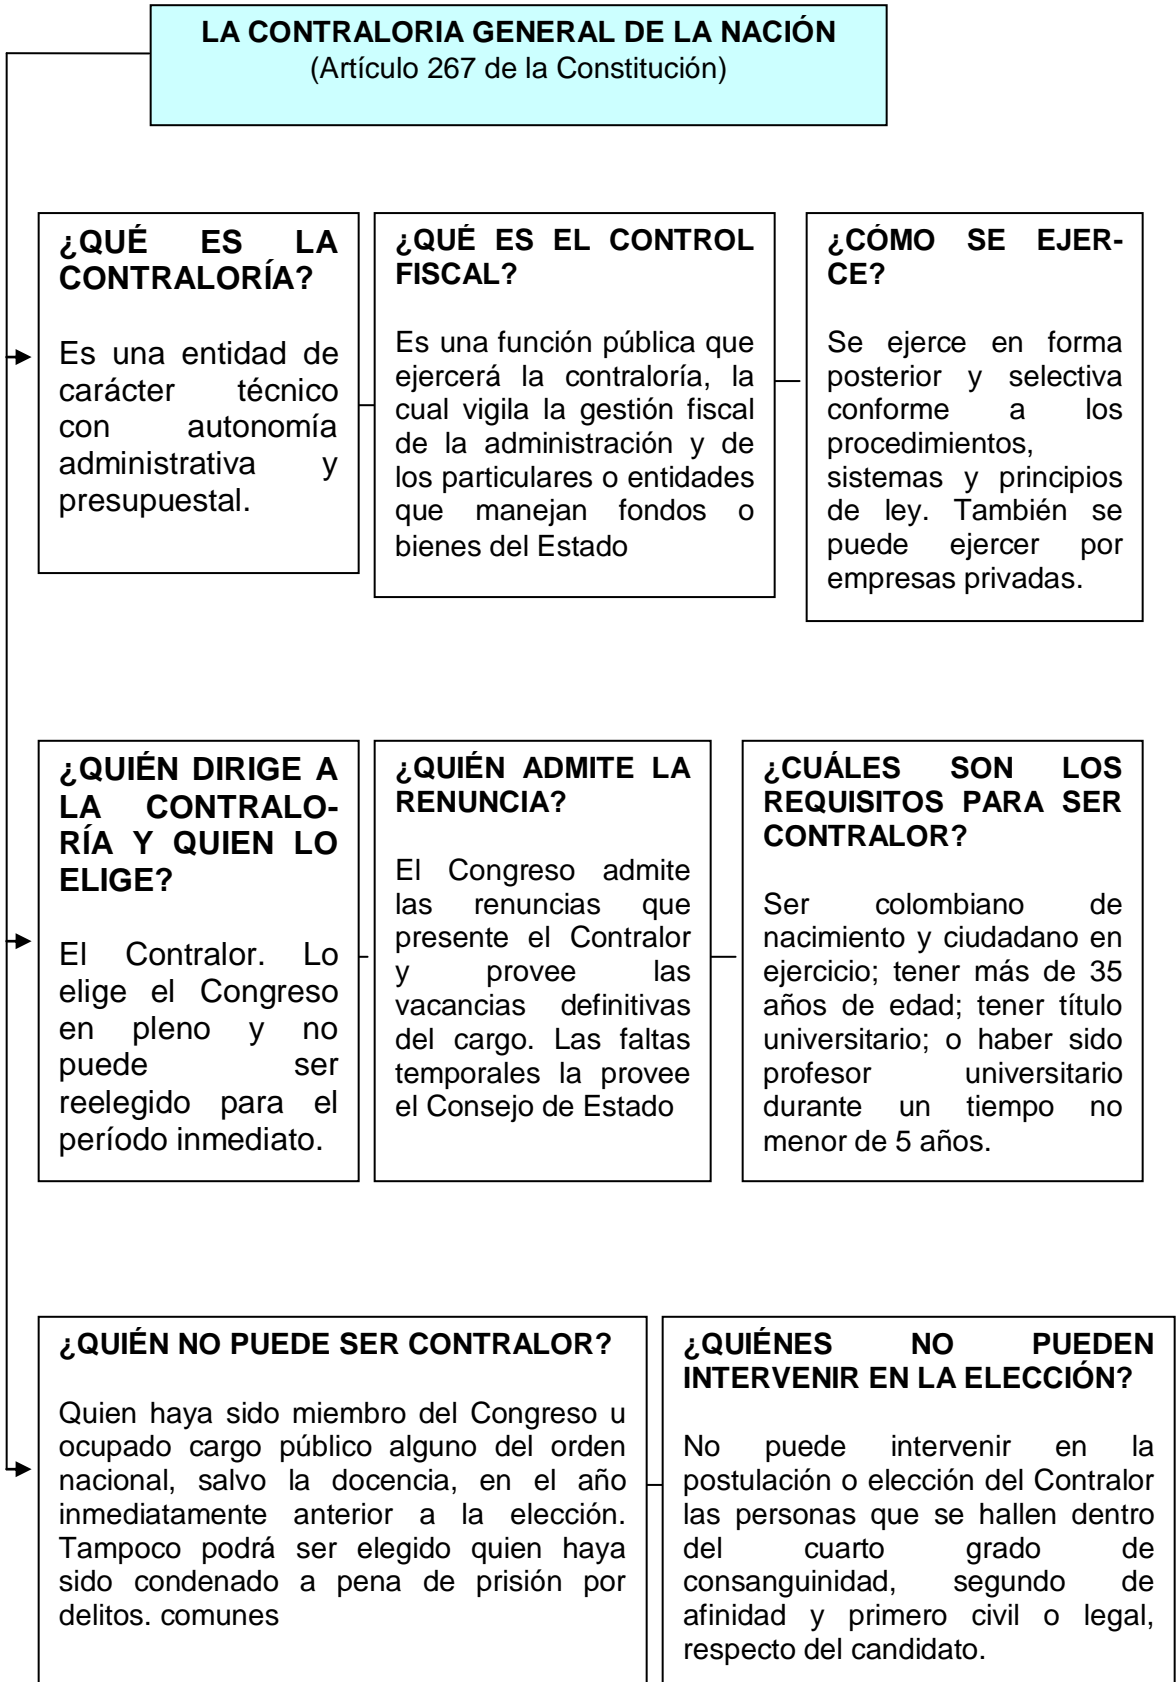 LA CONTRALORIA GENERAL DE LA NACIÓN
(Artículo 267 de la Constitución)
¿QUÉ ES LA
CONTRALORÍA?
Es una entidad de
carácter técnico
con autonomía
administrativa y
presupuestal.
¿QUÉ ES EL CONTROL
FISCAL?
Es una función pública que
ejercerá la contraloría, la
cual vigila la gestión fiscal
de la administración y de
los particulares o entidades
que manejan fondos o
bienes del Estado
¿CÓMO SE EJER-
CE?
Se ejerce en forma
posterior y selectiva
conforme a los
procedimientos,
sistemas y principios
de ley. También se
puede ejercer por
empresas privadas.
¿QUIÉN DIRIGE A
LA CONTRALO-
RÍA Y QUIEN LO
ELIGE?
El Contralor. Lo
elige el Congreso
en pleno y no
puede ser
reelegido para el
período inmediato.
¿QUIÉN ADMITE LA
RENUNCIA?
El Congreso admite
las renuncias que
presente el Contralor
y provee las
vacancias definitivas
del cargo. Las faltas
temporales la provee
el Consejo de Estado
¿CUÁLES SON LOS
REQUISITOS PARA SER
CONTRALOR?
Ser colombiano de
nacimiento y ciudadano en
ejercicio; tener más de 35
años de edad; tener título
universitario; o haber sido
profesor universitario
durante un tiempo no
menor de 5 años.
¿QUIÉN NO PUEDE SER CONTRALOR?
Quien haya sido miembro del Congreso u
ocupado cargo público alguno del orden
nacional, salvo la docencia, en el año
inmediatamente anterior a la elección.
Tampoco podrá ser elegido quien haya
sido condenado a pena de prisión por
delitos. comunes
¿QUIÉNES NO PUEDEN
INTERVENIR EN LA ELECCIÓN?
No puede intervenir en la
postulación o elección del Contralor
las personas que se hallen dentro
del cuarto grado de
consanguinidad, segundo de
afinidad y primero civil o legal,
respecto del candidato.